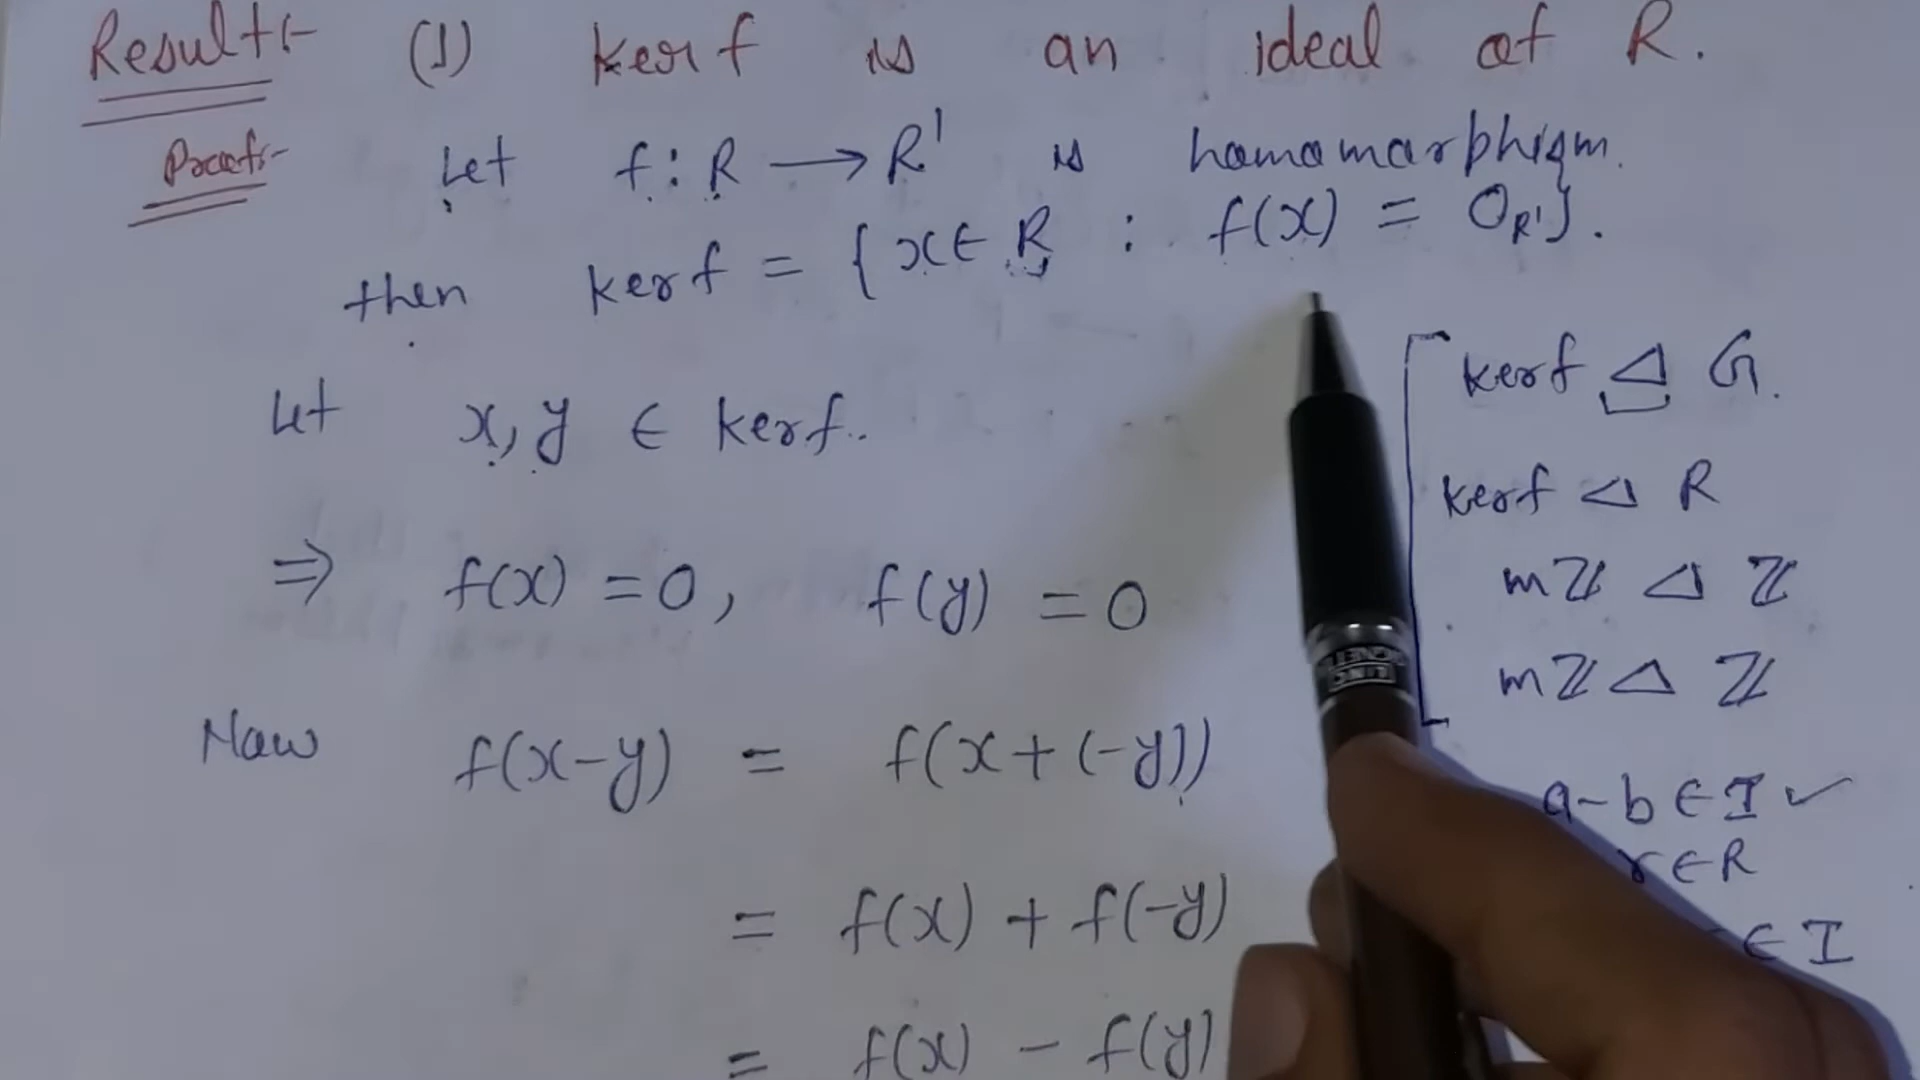 Result:- (1) kerf is an ideal of R.
Proof:- Let f : R → R' is homomorphism.
then kerf = {x ∈ R : f(x) = 0_R'}.
Let x, y ∈ kerf.
⇒ f(x) = 0, f(y) = 0
Now f(x-y) = f(x+(-y))
= f(x) + f(-y)
= f(x) - f(y)
kerf ⊴ G.
kerf ◁ R
mℤ ◁ ℤ
mℤ △ ℤ
a-b ∈ I ✓
r ∈ R
∈ I